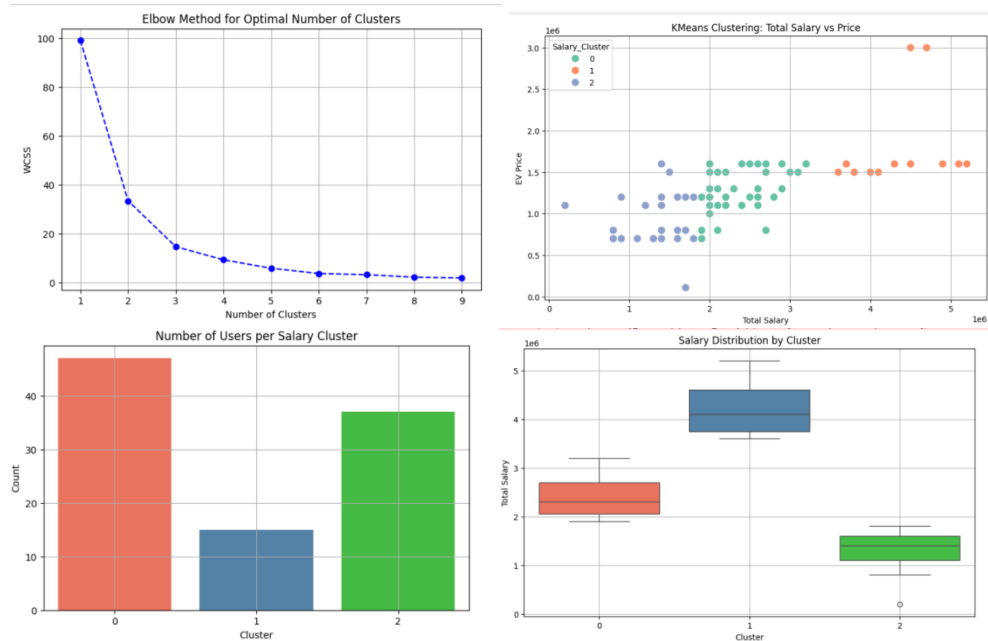 Elbow Method for Optimal Number of Clusters
100
80
60
40
20
0
WCSS
1 2 3 4 5 6 7 8 9
Number of Clusters
KMeans Clustering: Total Salary vs Price
1e6
Salary_Cluster
0
1
2
3.0
2.5
2.0
1.5
1.0
0.5
0.0
EV Price
0 1 2 3 4 5
1e6
Total Salary
Number of Users per Salary Cluster
40
30
20
10
0
Count
0 1 2
Cluster
Salary Distribution by Cluster
1e6
5
4
3
2
1
0
Total Salary
0 1 2
Cluster